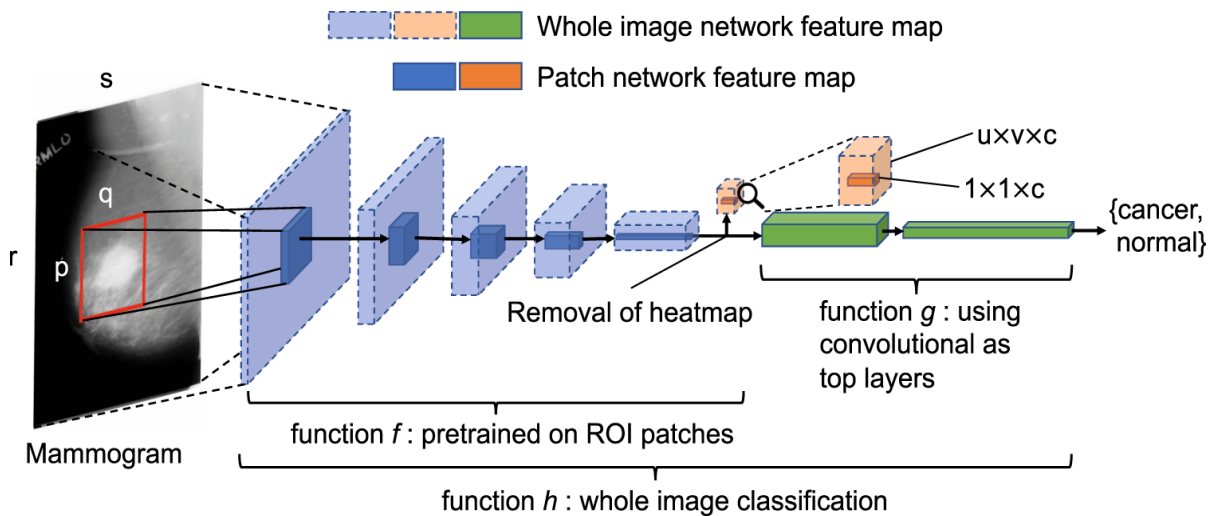 Whole image network feature map
Patch network feature map
s
RMLO
q
r
p
u×v×c
1×1×c
{cancer,
normal}
Removal of heatmap
function g : using
convolutional as
top layers
function f : pretrained on ROI patches
Mammogram
function h : whole image classification